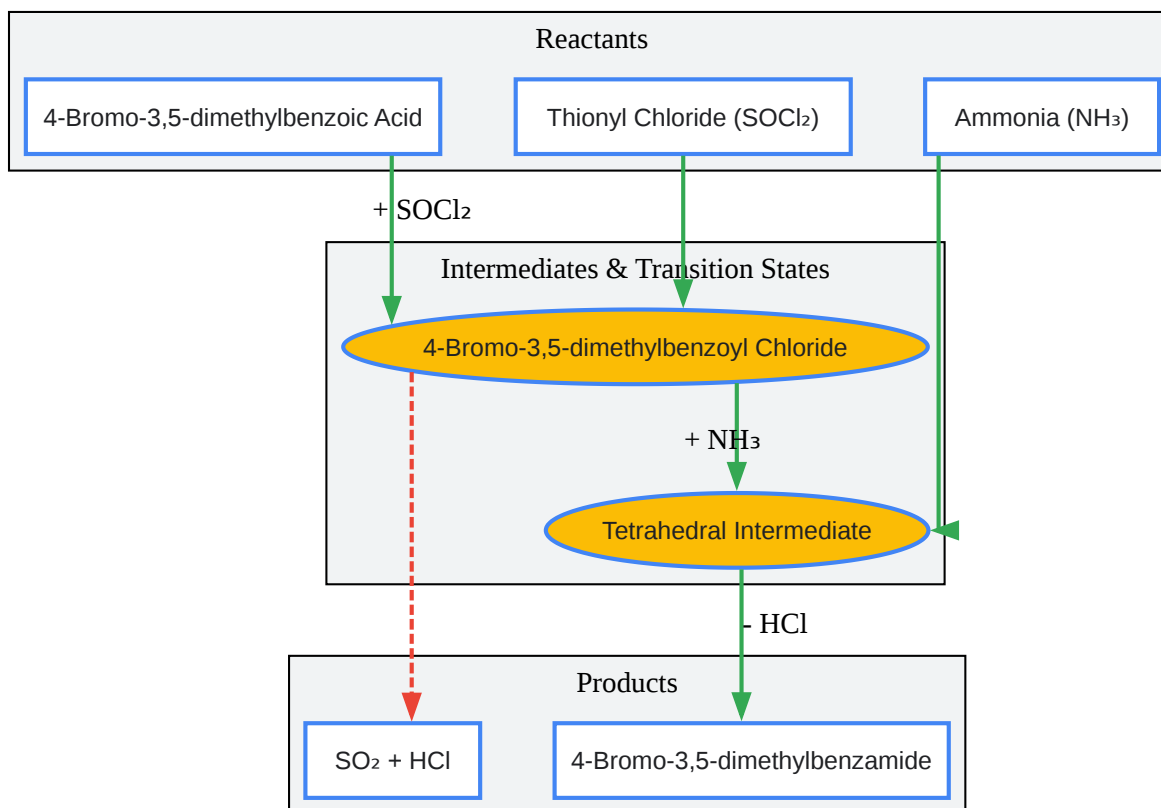 Reactants
4-Bromo-3,5-dimethylbenzoic Acid
Thionyl Chloride (SOCl₂)
Ammonia (NH₃)
+ SOCl₂
Intermediates & Transition States
4-Bromo-3,5-dimethylbenzoyl Chloride
+ NH₃
Tetrahedral Intermediate
- HCl
Products
SO₂ + HCl
4-Bromo-3,5-dimethylbenzamide